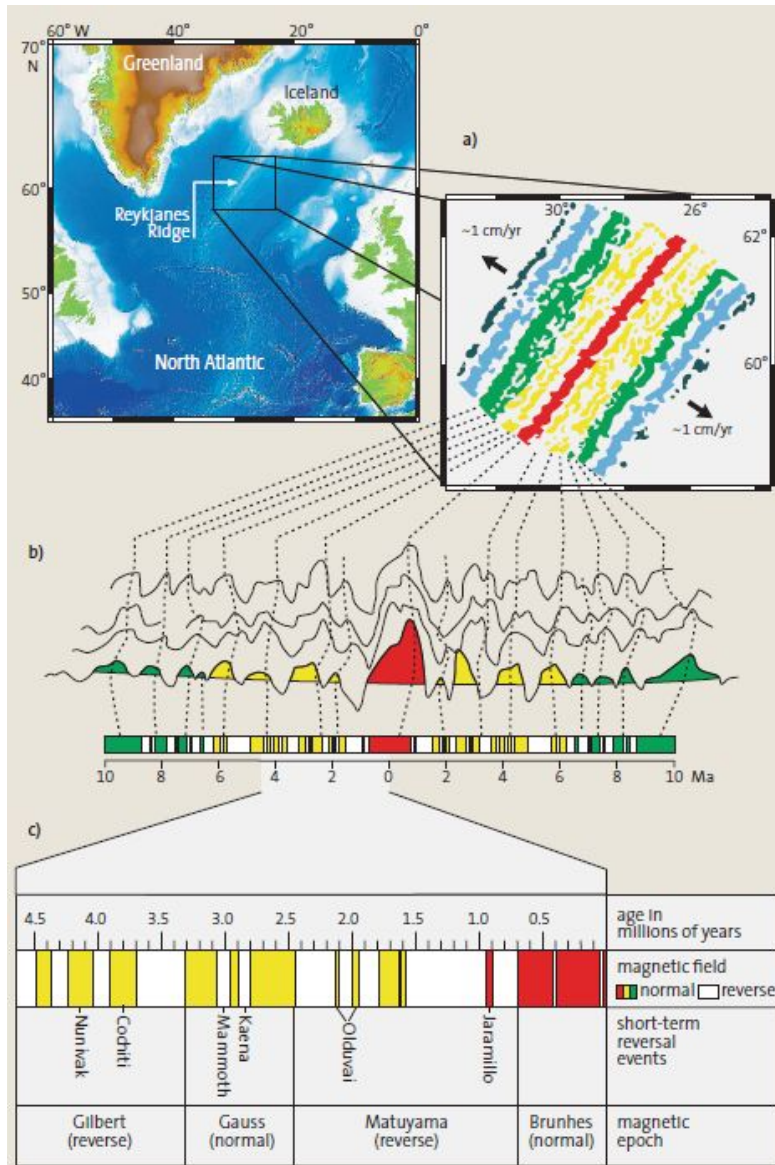 60° W 40° 20° 0°
70°
N
Greenland
Iceland
a)
60°
Reykjanes
Ridge
30° 26°
~1 cm/yr
62°
50°
North Atlantic
60°
40°
~1 cm/yr
b)
10 8 6 4 2 0 2 4 6 8 10 Ma
c)
4.5 4.0 3.5 3.0 2.5 2.0 1.5 1.0 0.5
age in
millions of years
magnetic field
normal reverse
Nunivak
Cochiti
Mammoth
Kaena
Olduvai
Jaramillo
short-term
reversal
events
Gilbert
(reverse)
Gauss
(normal)
Matuyama
(reverse)
Brunhes
(normal)
magnetic
epoch